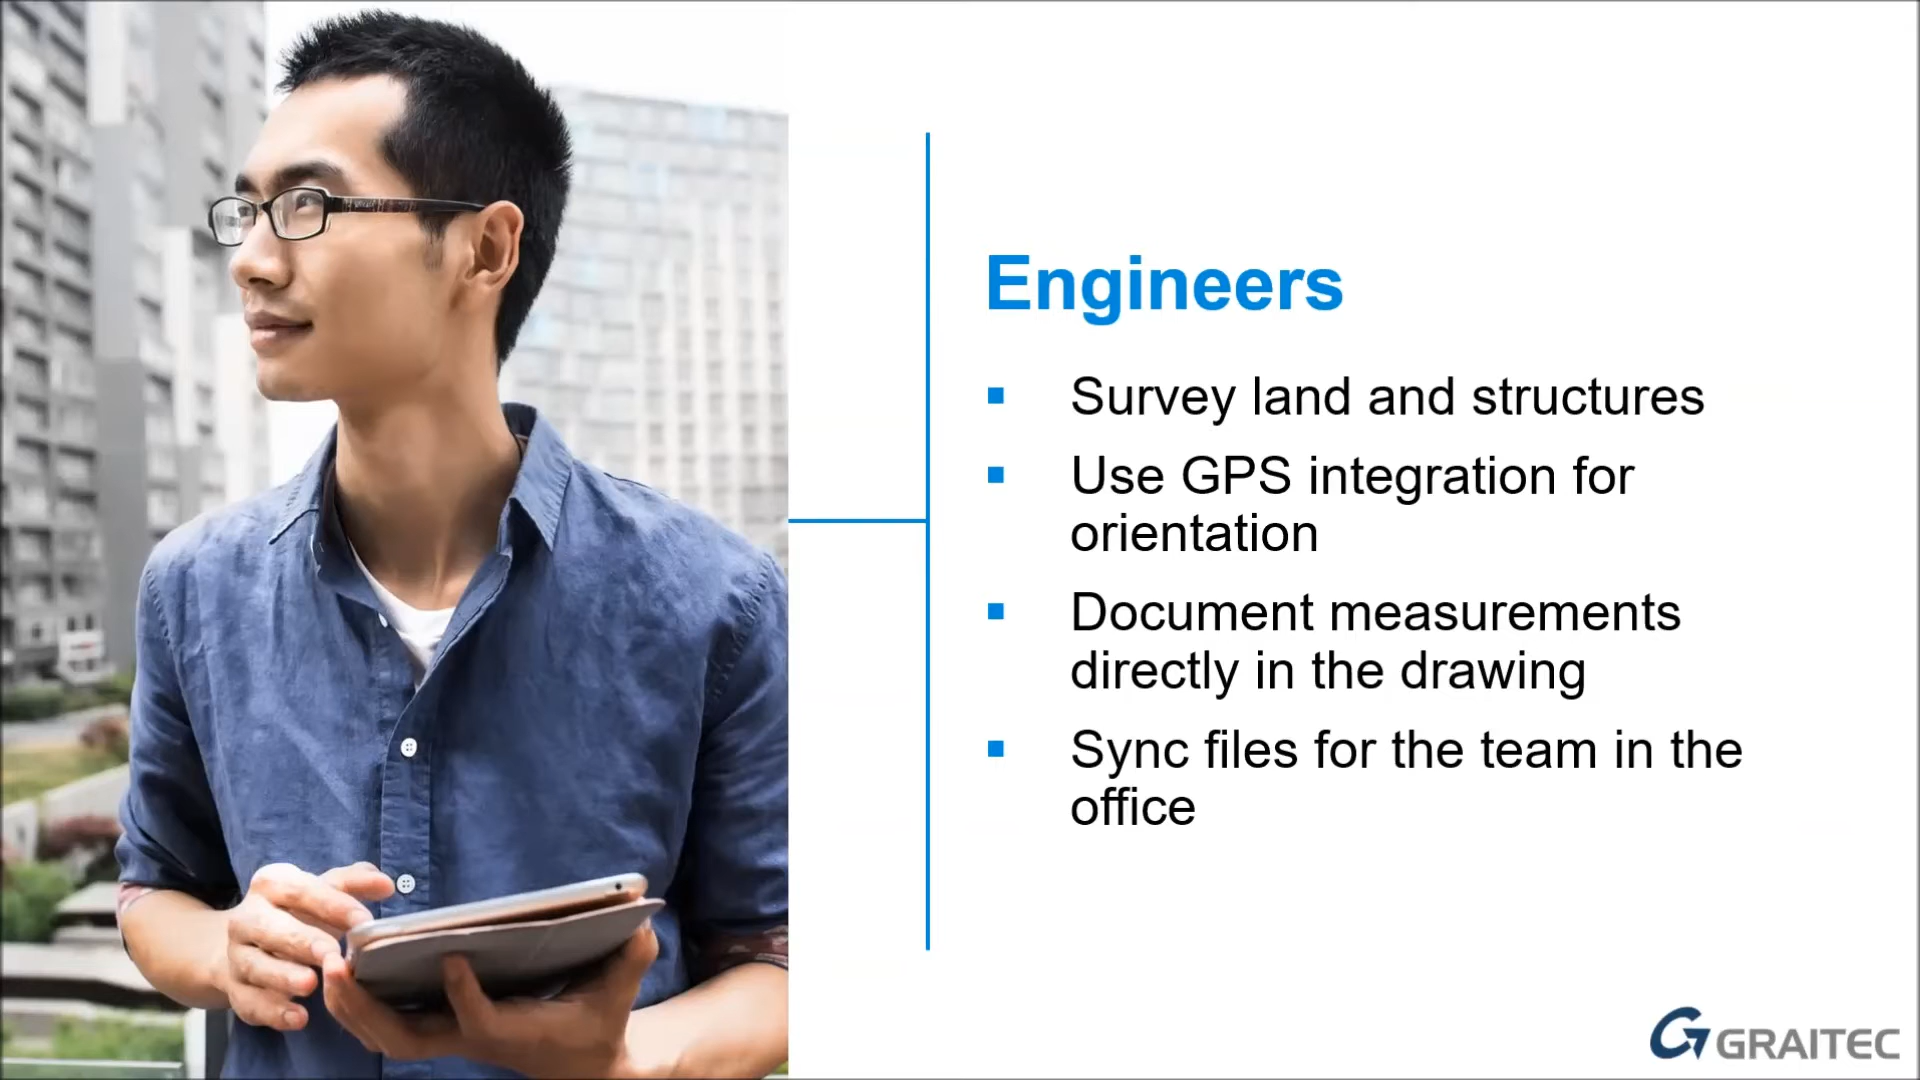 Engineers
Survey land and structures
Use GPS integration for
orientation
Document measurements
directly in the drawing
Sync files for the team in the
office
GRAITEC